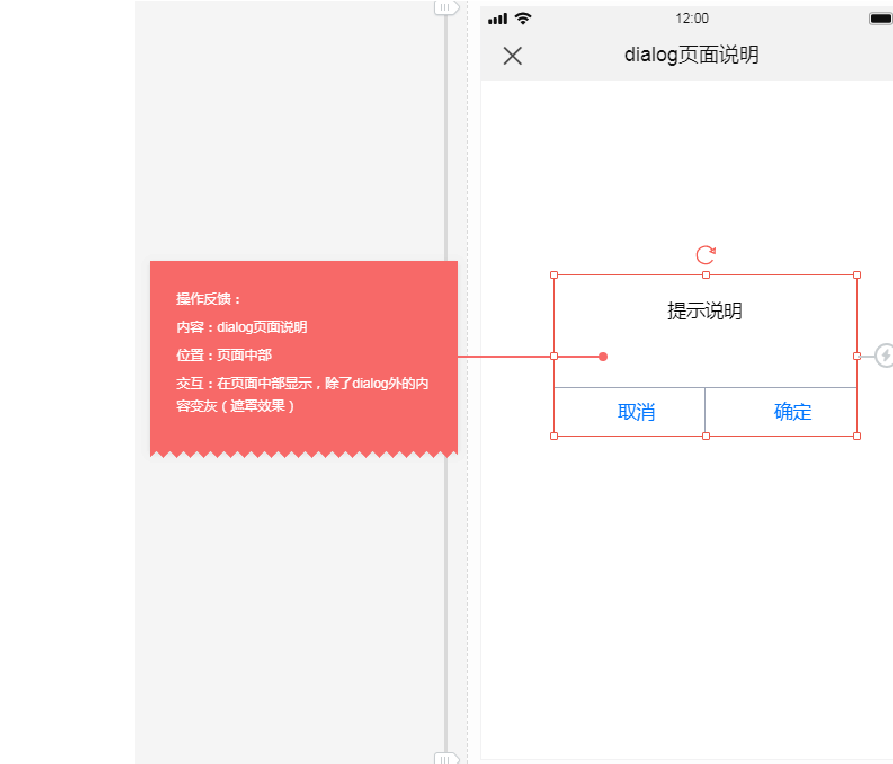 12:00
dialog页面说明
操作反馈：
内容：dialog页面说明
位置：页面中部
交互：在页面中部显示，除了dialog外的内
容变灰（遮罩效果）
提示说明
取消
确定